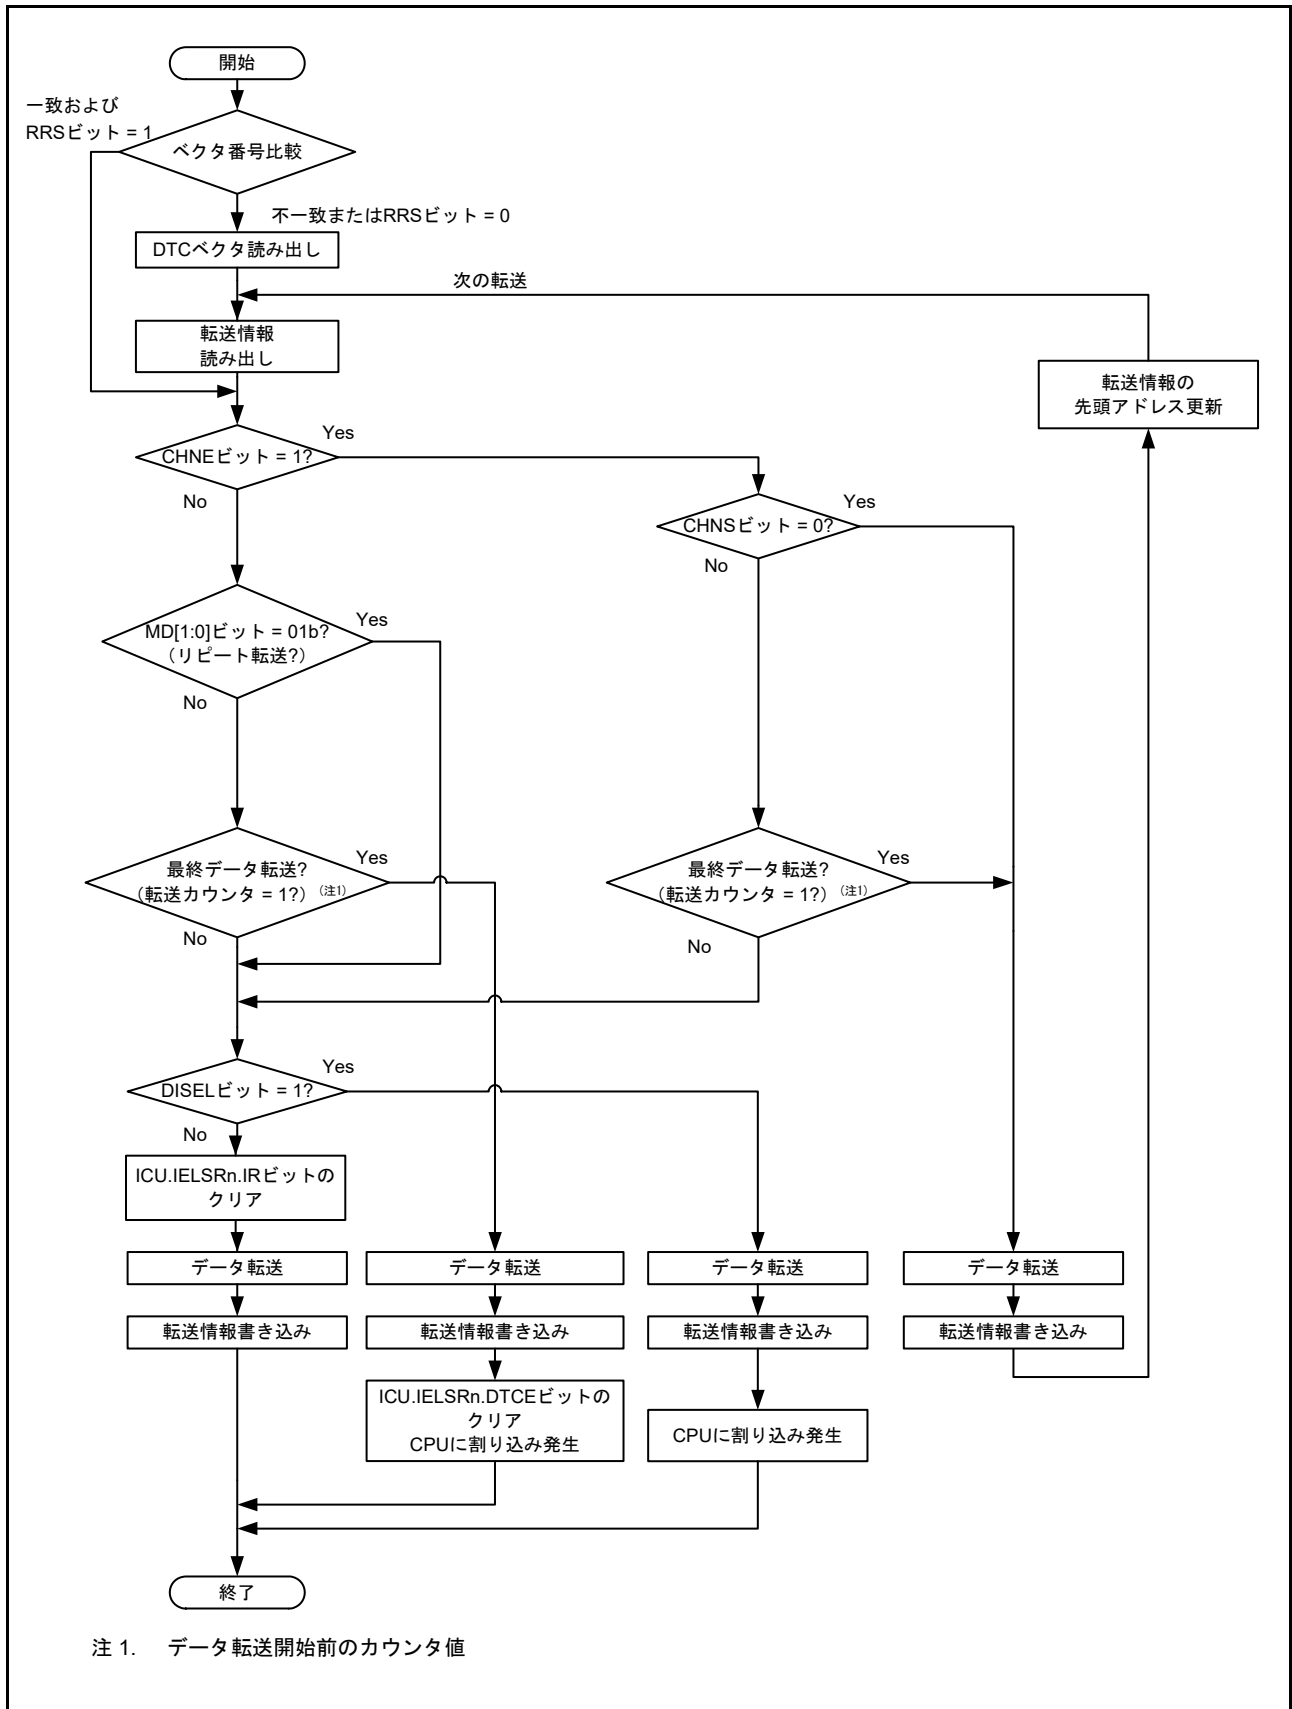 開始
一致および
RRSビット = 1
ベクタ番号比較
不一致またはRRSビット = 0
DTCベクタ読み出し
次の転送
転送情報
読み出し
転送情報の
先頭アドレス更新
CHNEビット = 1?
Yes
No
CHNSビット = 0?
Yes
No
MD[1:0]ビット = 01b?
（リピート転送?）
Yes
No
最終データ転送?
（転送カウンタ = 1?）（注1）
Yes
No
最終データ転送?
（転送カウンタ = 1?）（注1）
Yes
No
DISELビット = 1?
Yes
No
ICU.IELSRn.IRビットの
クリア
データ転送
データ転送
データ転送
データ転送
転送情報書き込み
転送情報書き込み
転送情報書き込み
転送情報書き込み
ICU.IELSRn.DTCEビットの
クリア
CPUに割り込み発生
CPUに割り込み発生
終了
注 1. データ転送開始前のカウンタ値